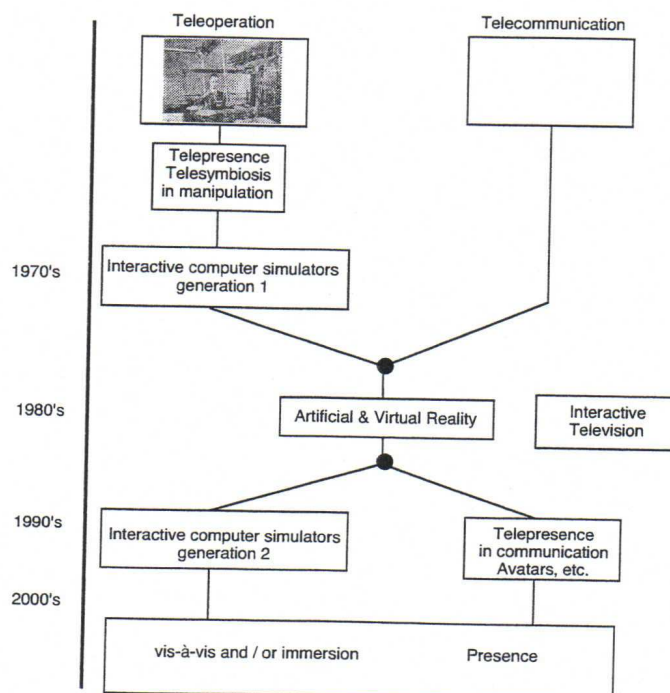 Teleoperation
Telecommunication
Telepresence
Telesymbiosis
in manipulation
1970's
Interactive computer simulators
generation 1
1980's
Artificial & Virtual Reality
Interactive
Television
1990's
Interactive computer simulators
generation 2
Telepresence
in communication
Avatars, etc.
2000's
vis-à-vis and / or immersion
Presence